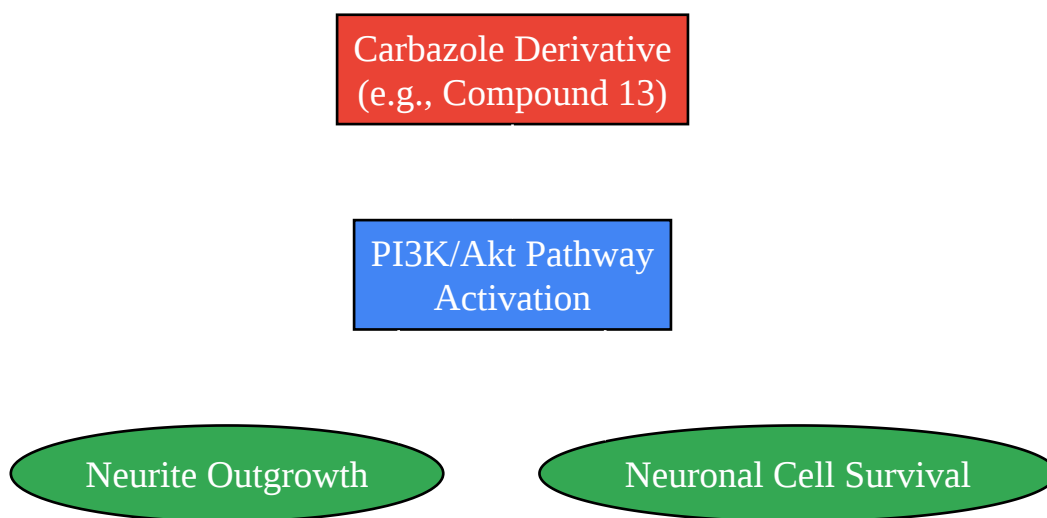 Carbazole Derivative
(e.g., Compound 13)
PI3K/Akt Pathway
Activation
Neurite Outgrowth
Neuronal Cell Survival